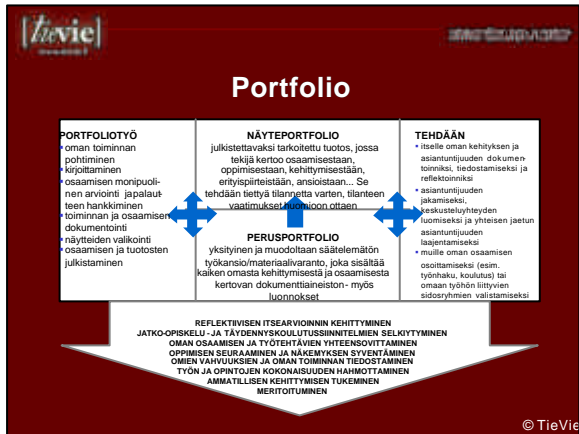 [Tievie]
Portfolio
PORTFOLIOTYÖ
oman toiminnan
pohtiminen
kirjoittaminen
osaamisen monipuoli-
nen arviointi ja palaut-
teen hankkiminen
toiminnan ja osaamisen
dokumentointi
näytteiden valikointi
osaamisen ja tuotosten
julkistaminen
NÄYTEPORTFOLIO
julkistettavaksi tarkoitettu tuotos, jossa
tekijä kertoo osaamisestaan,
oppimisestaan, kehittymisestään,
erityispiirteistään, ansoistaan... Se
tehdään tiettyä tilannetta varten, tilanteen
vaatimukset huomioon ottaen
PERUSPORTFOLIO
yksityinen ja muodoltaan säätelemätön
työkansio/materiaalivaranto, joka sisältää
kaiken omasta kehittymisestä ja osaamisesta
kertovan dokumenttiaineiston - myös
luonnokset
TEHDÄÄN
itselle oman kehityksen ja
asiantuntijuuden dokumen-
toinniksi, tiedostamiseksi ja
reflektoinniksi
asiantuntijuuden
jakamiseksi,
keskusteluyhteyden
luomiseksi ja yhteisen jaetun
asiantuntijuuden
laajentamiseksi
muille oman osaamisen
osoittamiseksi (esim.
työnhaku, koulutus) tai
omaan työhön liittyvien
sidosryhmien valistamiseksi
REFLEKTIIVISEN ITSEARVIOINNIN KEHITTYMINEN
JATKO-OPISKELU - JA TÄYDENNYSKOULUTUSSIINNITELMIEN SELKIYTYMINEN
OMAN OSAAMISEN JA TYÖTEHTÄVIEN YHTEENSOVITTAMINEN
OPPIMISEN SEURAAMINEN JA NÄKEMYKSEN SYVENTÄMINEN
OMIEN VAHVUUKSIEN JA OMAN TOIMINNAN TIEDOSTAMINEN
TYÖN JA OPINTOJEN KOKONAISUUDEN HAHMOTTAMINEN
AMMATILLISEN KEHITTYMISEN TUKEMINEN
MERITOITUMINEN
© TieVie